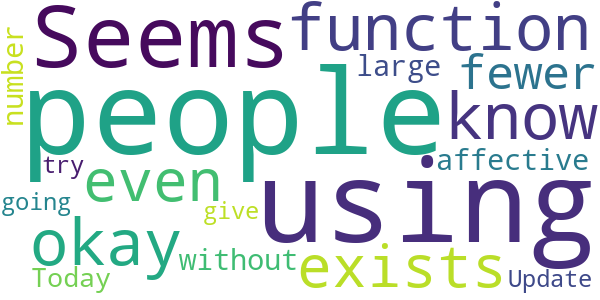 Seems function
number large fewer
people know
try even affective
going give using
okay without exists
Today Update